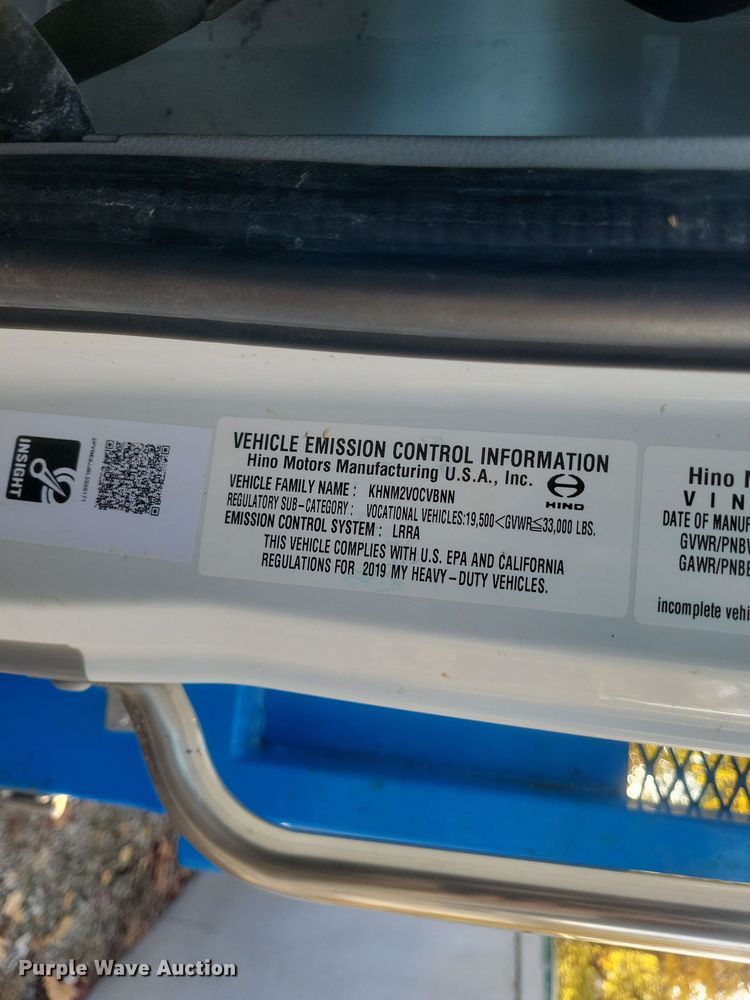 INSIGHT
VEHICLE EMISSION CONTROL INFORMATION
Hino Motors Manufacturing U.S.A., Inc.
HINO
VEHICLE FAMILY NAME : KHNM2VOCVBNN
REGULATORY SUB-CATEGORY : VOCATIONAL VEHICLES:19,500<GVWR≦33,000 LBS.
EMISSION CONTROL SYSTEM : LRRA
THIS VEHICLE COMPLIES WITH U.S. EPA AND CALIFORNIA
REGULATIONS FOR 2019 MY HEAVY-DUTY VEHICLES.
Hino
VIN
DATE OF MANUF
GVWR/PNBV
GAWR/PNBE
incomplete vehi
Purple Wave Auction